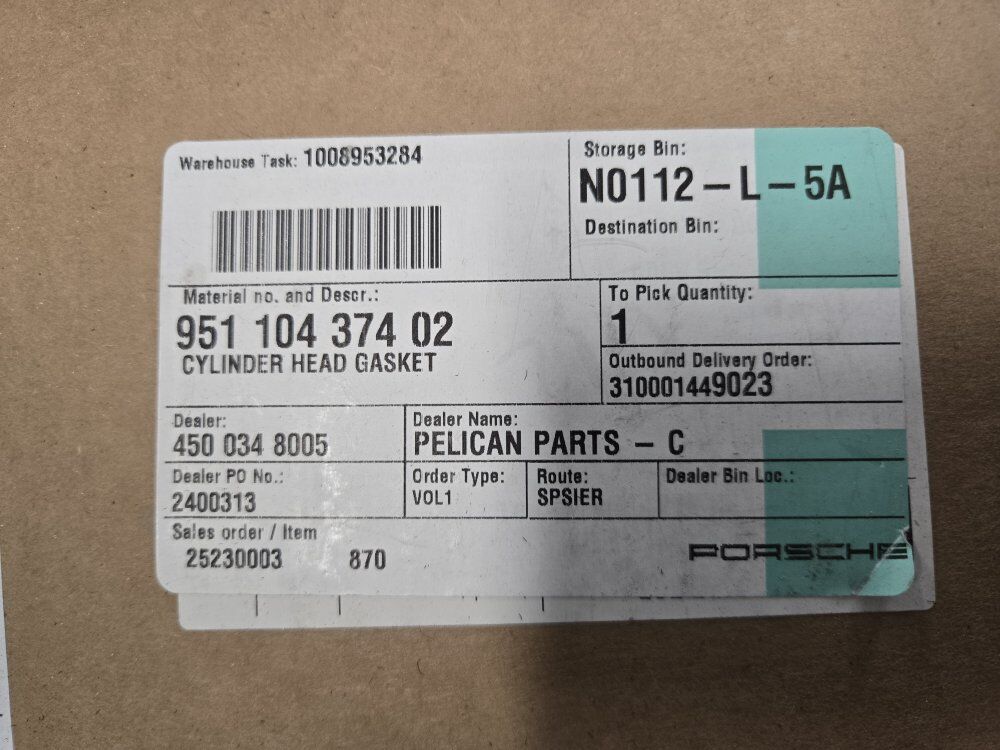 Warehouse Task: 1008953284
Storage Bin:
N0112 – L – 5A
Destination Bin:
Material no. and Descr.:
951 104 374 02
CYLINDER HEAD GASKET
To Pick Quantity:
1
Outbound Delivery Order:
310001449023
Dealer:
450 034 8005
Dealer Name:
PELICAN PARTS – C
Dealer PO No.:
2400313
Order Type:
VOL1
Route:
SPSIER
Dealer Bin Loc.:
Sales order / Item
25230003 870
PORSCHE